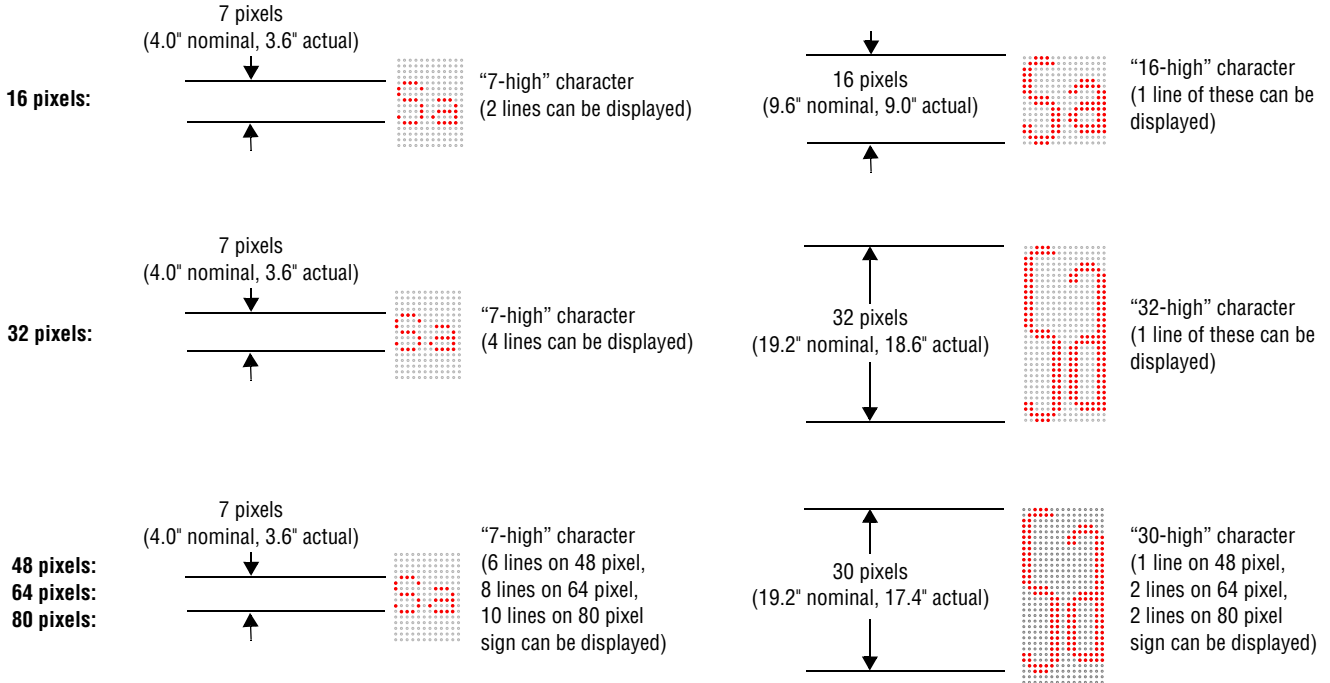 16 pixels:
7 pixels
(4.0" nominal, 3.6" actual)
Sa
“7-high” character
(2 lines can be displayed)
16 pixels
(9.6" nominal, 9.0" actual)
Sa
“16-high” character
(1 line of these can be
displayed)
32 pixels:
7 pixels
(4.0" nominal, 3.6" actual)
Sa
“7-high” character
(4 lines can be displayed)
32 pixels
(19.2" nominal, 18.6" actual)
Sa
“32-high” character
(1 line of these can be
displayed)
48 pixels:
64 pixels:
80 pixels:
7 pixels
(4.0" nominal, 3.6" actual)
Sa
“7-high” character
(6 lines on 48 pixel,
8 lines on 64 pixel,
10 lines on 80 pixel
sign can be displayed)
30 pixels
(19.2" nominal, 17.4" actual)
Sa
“30-high” character
(1 line on 48 pixel,
2 lines on 64 pixel,
2 lines on 80 pixel
sign can be displayed)